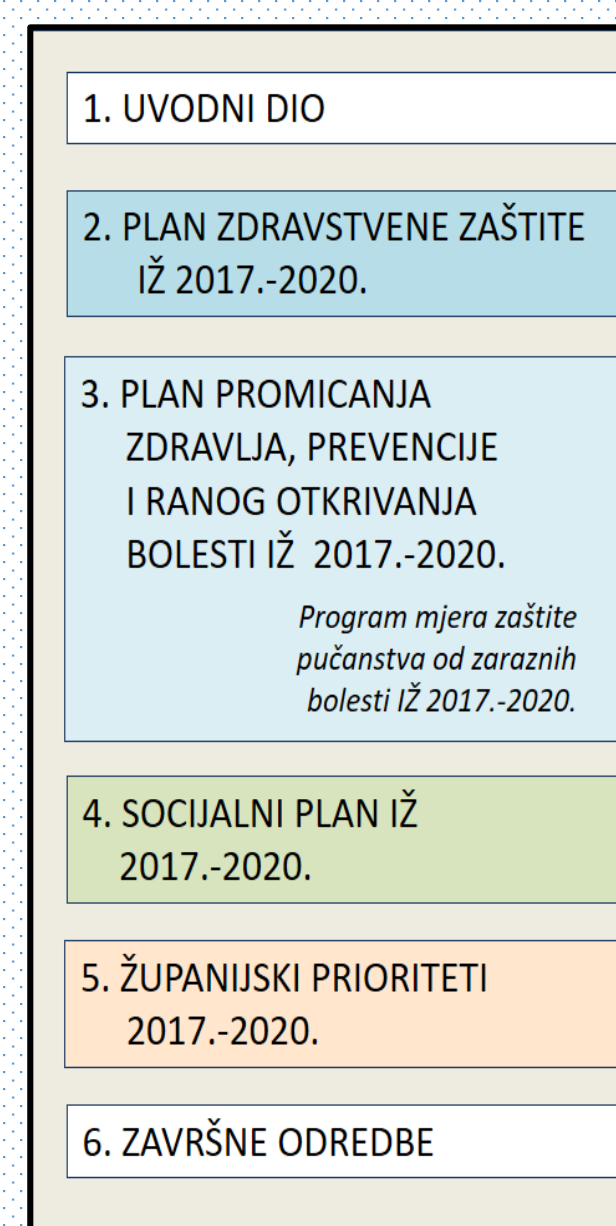 1. UVODNI DIO
2. PLAN ZDRAVSTVENE ZAŠTITE
IŽ 2017.-2020.
3. PLAN PROMICANJA
ZDRAVLJA, PREVENCIJE
I RANOG OTKRIVANJA
BOLESTI IŽ 2017.-2020.
Program mjera zaštite
pučanstva od zaraznih
bolesti IŽ 2017.-2020.
4. SOCIJALNI PLAN IŽ
2017.-2020.
5. ŽUPANIJSKI PRIORITETI
2017.-2020.
6. ZAVRŠNE ODREDBE